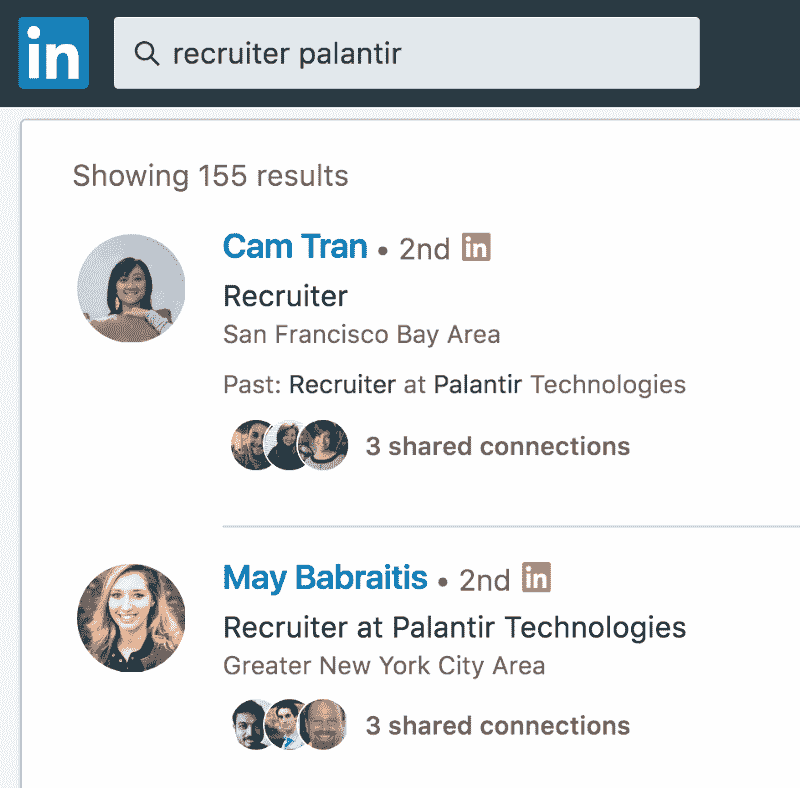 in recruiter palantir
Showing 155 results
Cam Tran • 2nd in
Recruiter
San Francisco Bay Area
Past: Recruiter at Palantir Technologies
3 shared connections
May Babraitis • 2nd in
Recruiter at Palantir Technologies
Greater New York City Area
3 shared connections